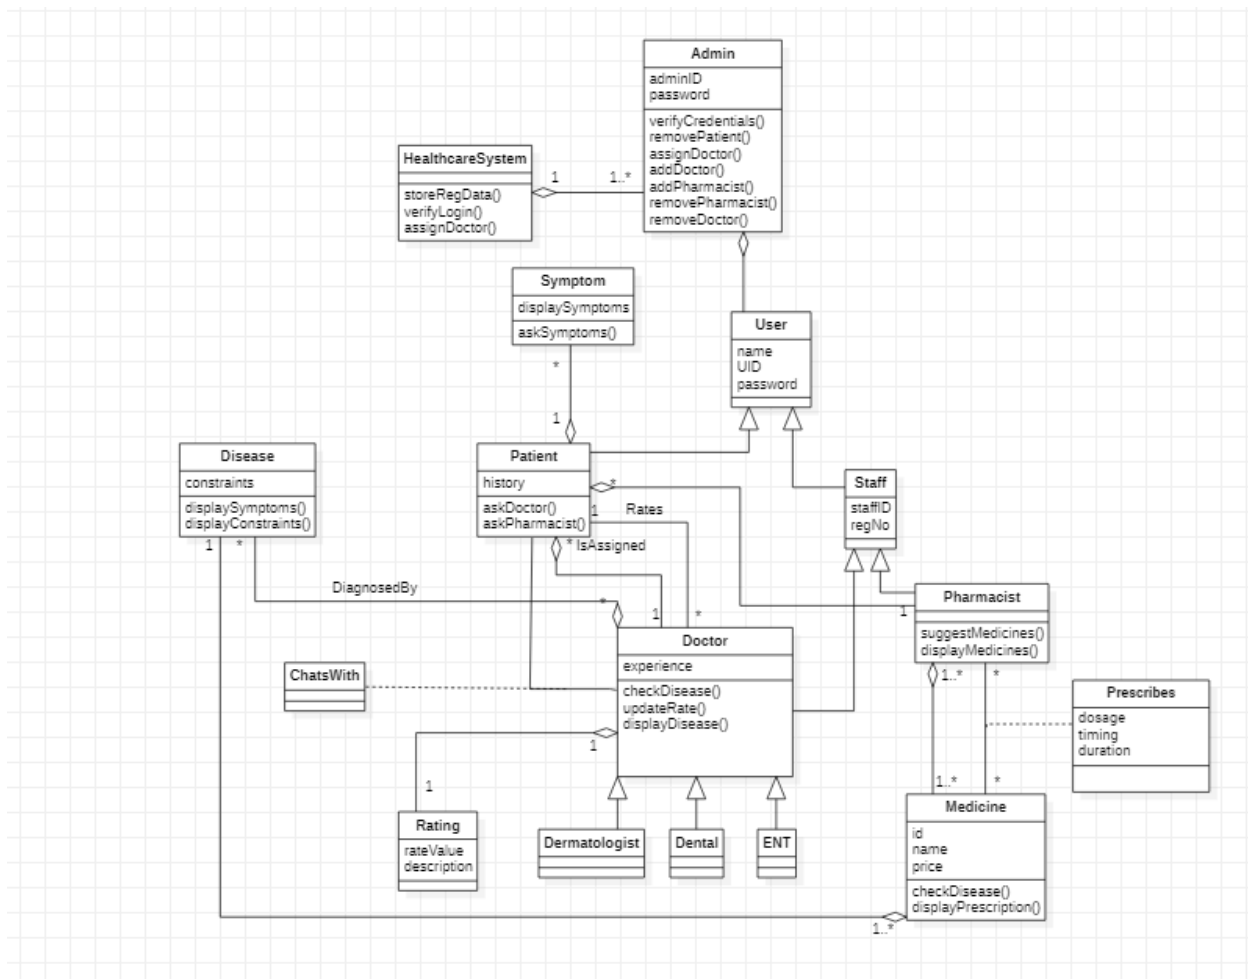 Admin
adminID
password
verifyCredentials()
removePatient()
assignDoctor()
addDoctor()
addPharmacist()
removePharmacist()
removeDoctor()
HealthcareSystem
storeRegData()
verifyLogin()
assignDoctor()
1
1..*
Symptom
displaySymptoms
askSymptoms()
*
1
User
name
UID
password
Disease
constraints
displaySymptoms()
displayConstraints()
1
*
Patient
history
askDoctor()
askPharmacist()
*
1
Rates
* IsAssigned
Staff
staffID
regNo
DiagnosedBy
*
1
*
Pharmacist
suggestMedicines()
displayMedicines()
1
1..*
*
Doctor
experience
checkDisease()
updateRate()
displayDisease()
ChatsWith
Prescribes
dosage
timing
duration
1
1
1..*
*
Rating
rateValue
description
Dermatologist
Dental
ENT
Medicine
id
name
price
checkDisease()
displayPrescription()
1..*